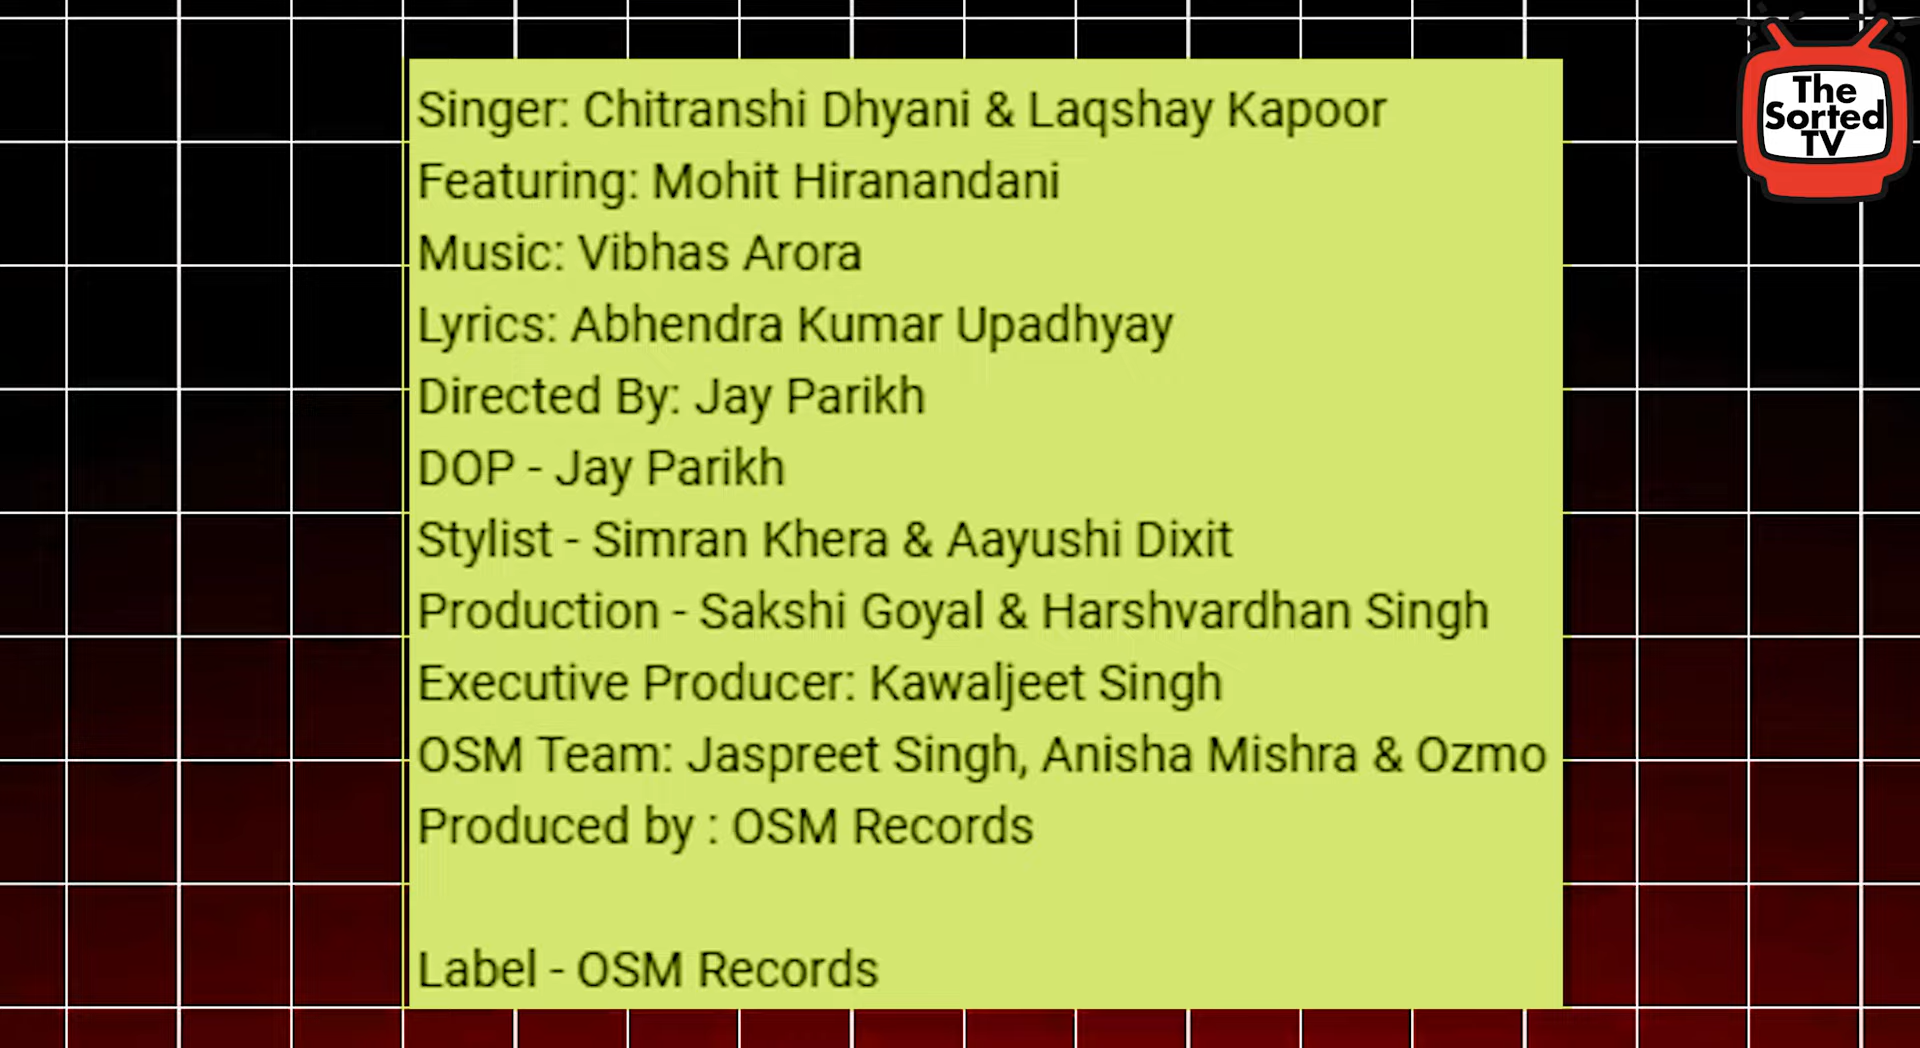 Singer: Chitranshi Dhyani & Laqshay Kapoor
Featuring: Mohit Hiranandani
Music: Vibhas Arora
Lyrics: Abhendra Kumar Upadhyay
Directed By: Jay Parikh
DOP - Jay Parikh
Stylist - Simran Khera & Aayushi Dixit
Production - Sakshi Goyal & Harshvardhan Singh
Executive Producer: Kawaljeet Singh
OSM Team: Jaspreet Singh, Anisha Mishra & Ozmo
Produced by : OSM Records
Label - OSM Records
The
Sorted
TV